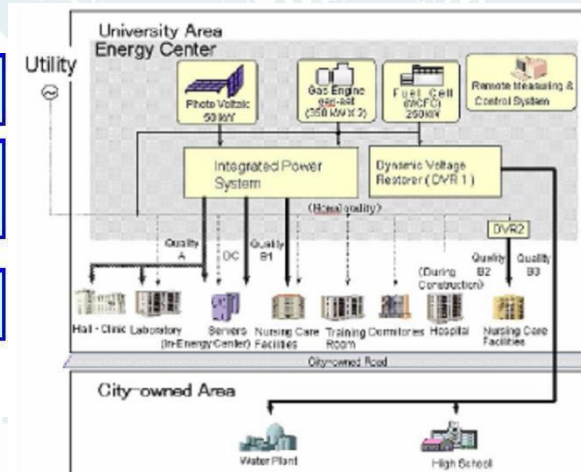 University Area
Energy Center
Utility
Photo Voltaic
50 kW
Gas Engine
gen-set
(350 kW X 2)
Fuel Cell
(MCFC)
250kW
Remote Measuring &
Control System
Integrated Power
System
Dynamic Voltage
Restorer ( DVR 1 )
(Normal quality)
DVR2
Quality
A
DC
Quality
B1
(During
Construction)
Quality
B2
Quality
B3
Hall · Clinic
Laboratory
Servers
(In-Energy Center)
Nursing Care
Facilities
Training
Room
Dormitories
Hospital
Nursing Care
Facilities
City-owned Road
City-owned Area
Water Plant
High School